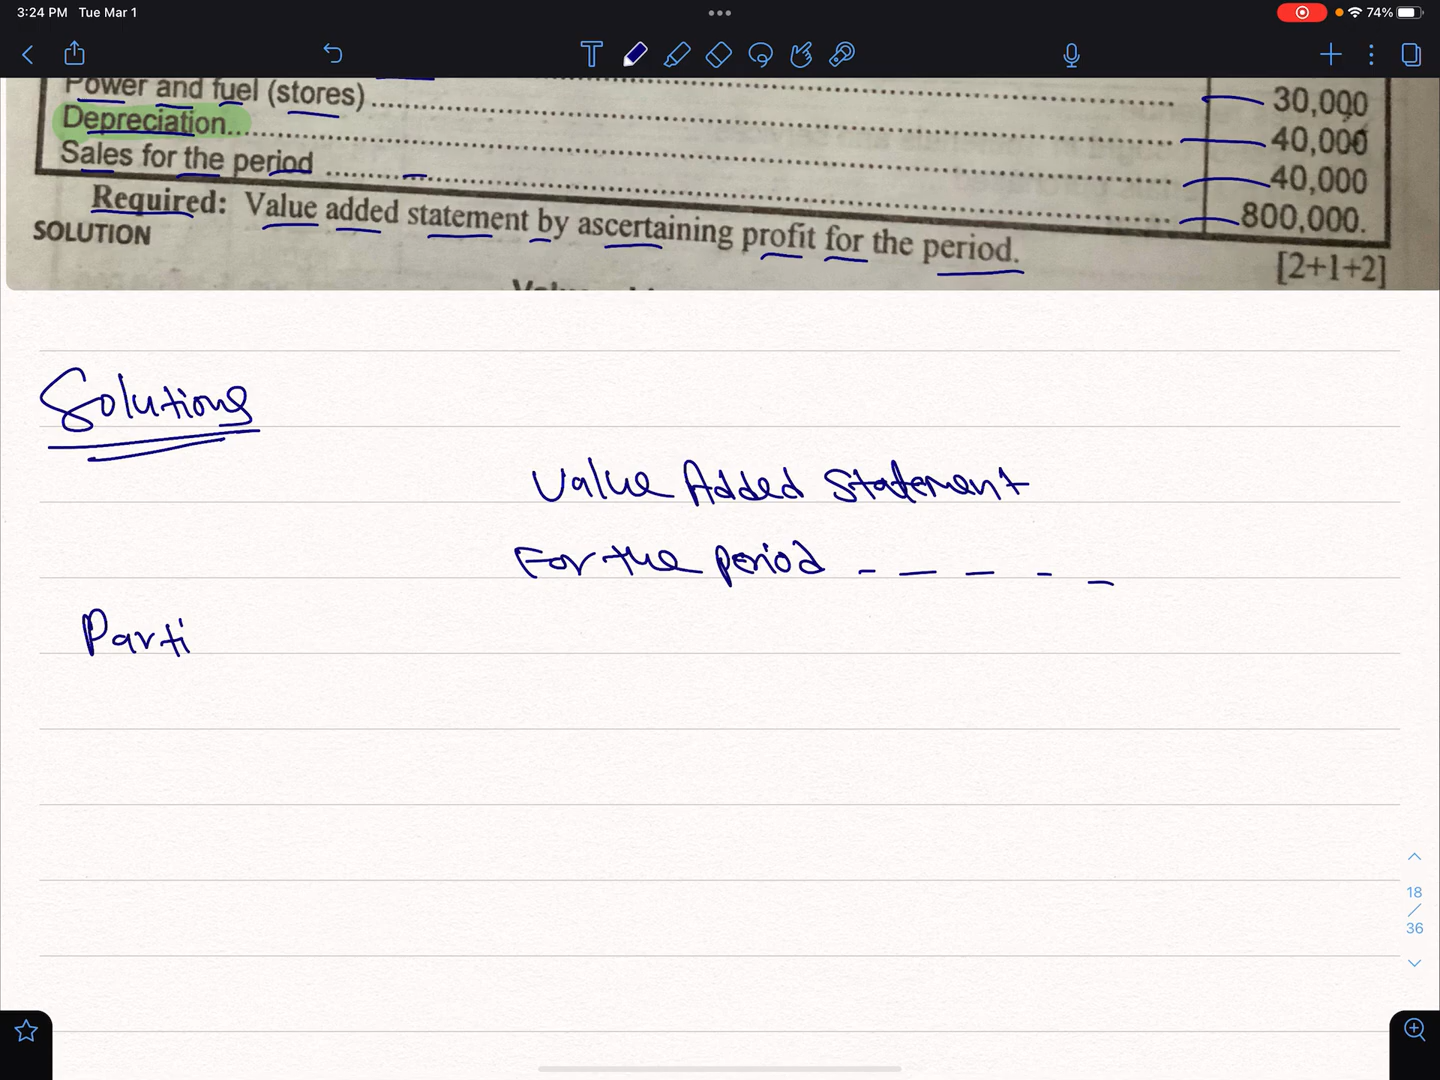 3:24 PM Tue Mar 1
74%
Power and fuel (stores) 30,000
Depreciation 40,000
Sales for the period 40,000
800,000.
Required: Value added statement by ascertaining profit for the period.
[2+1+2]
SOLUTION
Solutions
Value Added Statement
For the period - - - - -
Parti
18
/
36